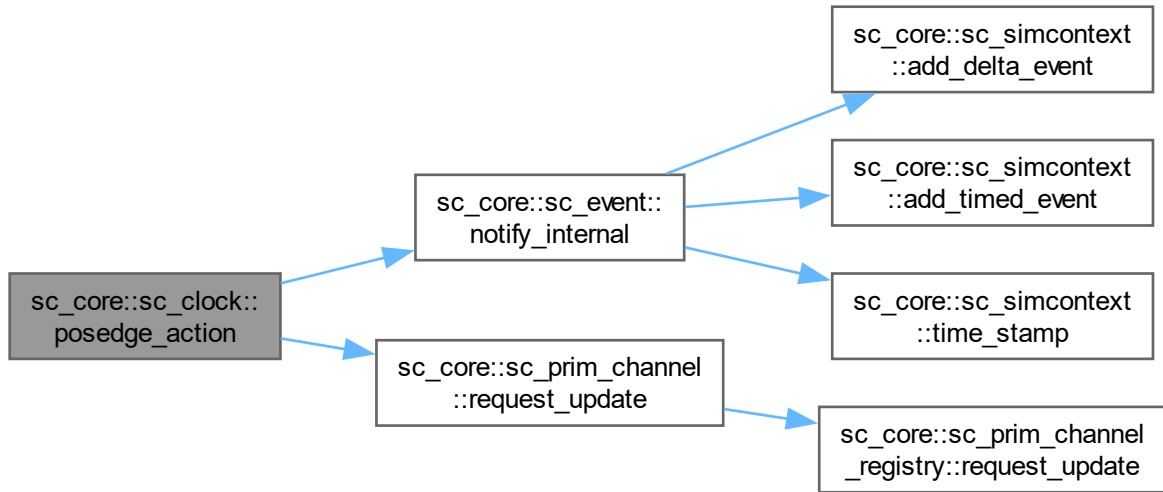 sc_core::sc_simcontext
::add_delta_event
sc_core::sc_simcontext
::add_timed_event
sc_core::sc_event::
notify_internal
sc_core::sc_simcontext
::time_stamp
sc_core::sc_clock::
posedge_action
sc_core::sc_prim_channel
::request_update
sc_core::sc_prim_channel
_registry::request_update